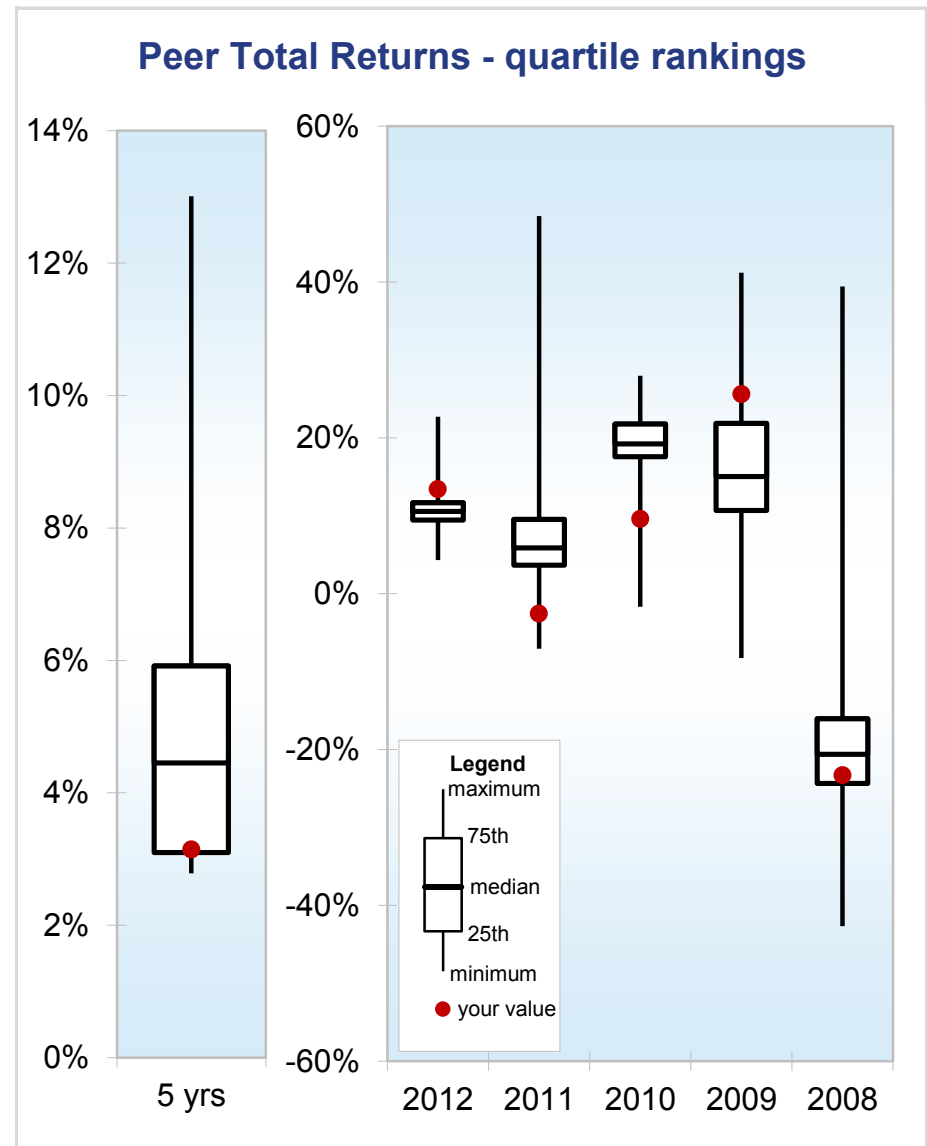 Peer Total Returns - quartile rankings
14%
12%
10%
8%
6%
4%
2%
0%
5 yrs
60%
40%
20%
0%
-20%
-40%
-60%
Legend
maximum
75th
median
25th
minimum
your value
2012 2011 2010 2009 2008